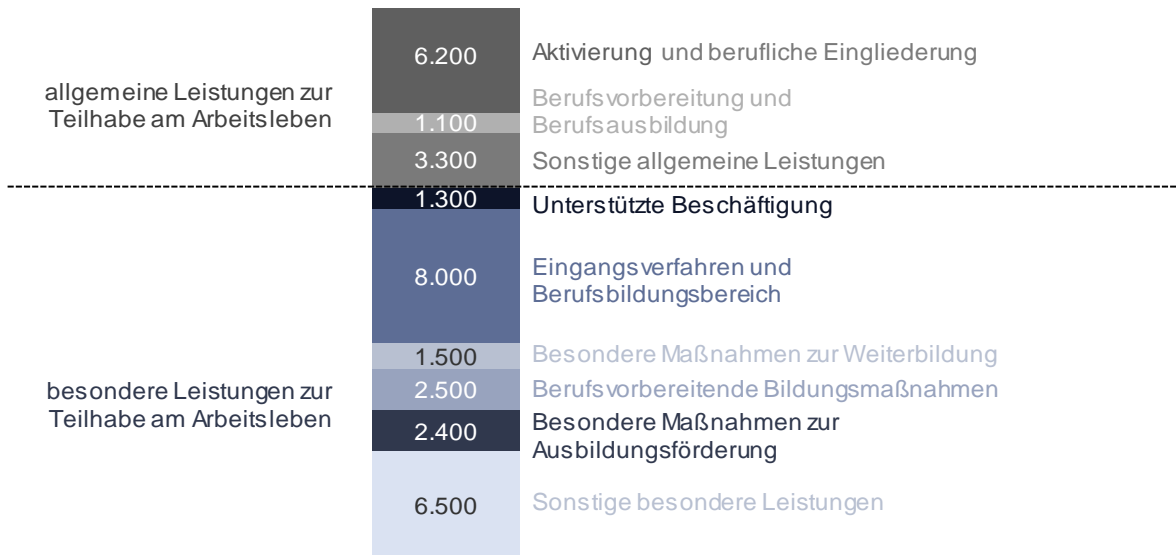 allgemeine Leistungen zur
Teilhabe am Arbeitsleben
6.200
Aktivierung und berufliche Eingliederung
1.100
Berufsvorbereitung und
Berufsausbildung
3.300
Sonstige allgemeine Leistungen
besondere Leistungen zur
Teilhabe am Arbeitsleben
1.300
Unterstützte Beschäftigung
8.000
Eingangsverfahren und
Berufsbildungsbereich
1.500
Besondere Maßnahmen zur Weiterbildung
2.500
Berufsvorbereitende Bildungsmaßnahmen
2.400
Besondere Maßnahmen zur
Ausbildungsförderung
6.500
Sonstige besondere Leistungen